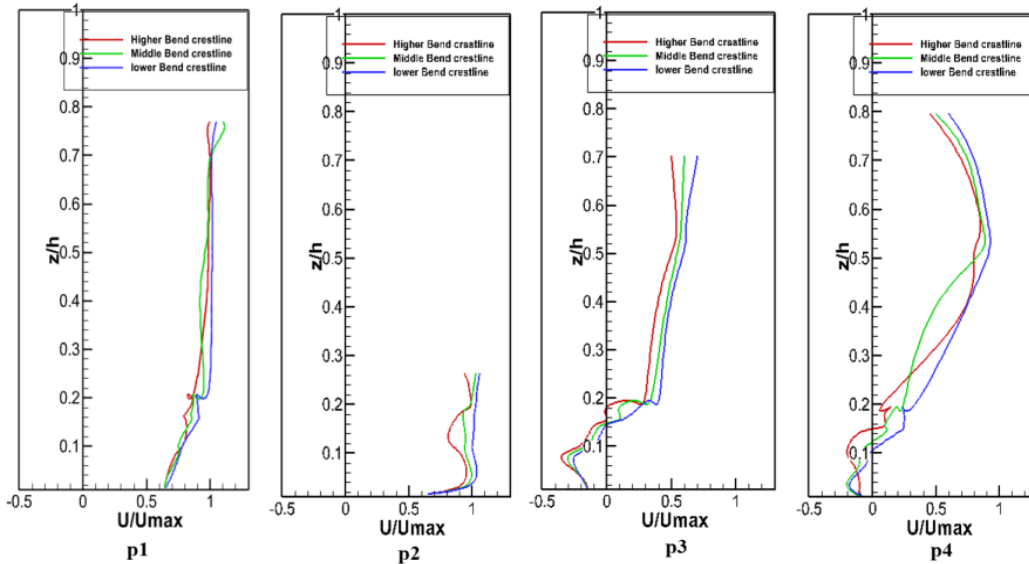 1
0.9
0.8
0.7
0.6
0.5
0.4
0.3
0.2
0.1
z/h
Higher Bend crestline
Middle Bend crestline
lower Bend crestline
-0.5
0
0.5
1
U/Umax
p1
1
0.9
0.8
0.7
0.6
0.5
0.4
0.3
0.2
0.1
z/h
Higher Bend crestline
Middle Bend crestline
lower Bend crestline
-0.5
0
0.5
1
U/Umax
p2
1
0.9
0.8
0.7
0.6
0.5
0.4
0.3
0.2
0.1
z/h
Higher Bend creatline
Middle Bend crestline
lower Bend crestline
-0.5
0
0.5
1
U/Umax
p3
1
0.9
0.8
0.7
0.6
0.5
0.4
0.3
0.2
0.1
z/h
Higher Bend crestline
Middle Bend crestline
lower Bend crestline
-0.5
0
0.5
1
U/Umax
p4